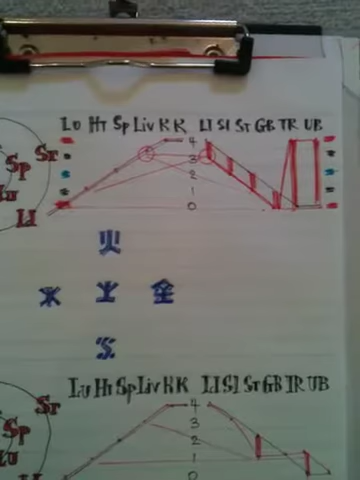 Lu Ht Sp Liv K K LI SI St GB TR UB
4
3
2
1
0
Sp St
Lu
LI
火
木 土 金
水
Lu Ht Sp Liv K K LI SI St GB TR UB
4
3
2
1
0
St
Sp
Lu
LI